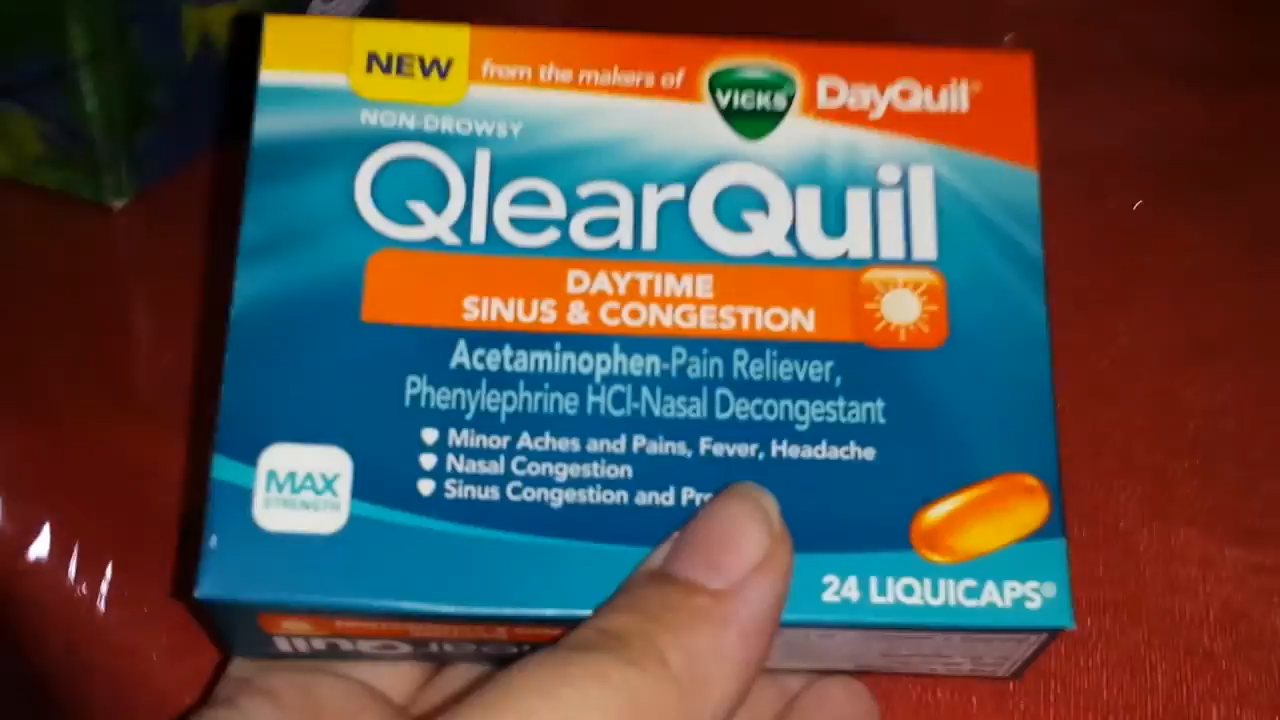 NEW from the makers of VICKS DayQuil
NON-DROWSY
QlearQuil
DAYTIME
SINUS & CONGESTION
Acetaminophen-Pain Reliever,
Phenylephrine HCl-Nasal Decongestant
Minor Aches and Pains, Fever, Headache
Nasal Congestion
Sinus Congestion and
MAX
STRENGTH
24 LIQUICAPS®